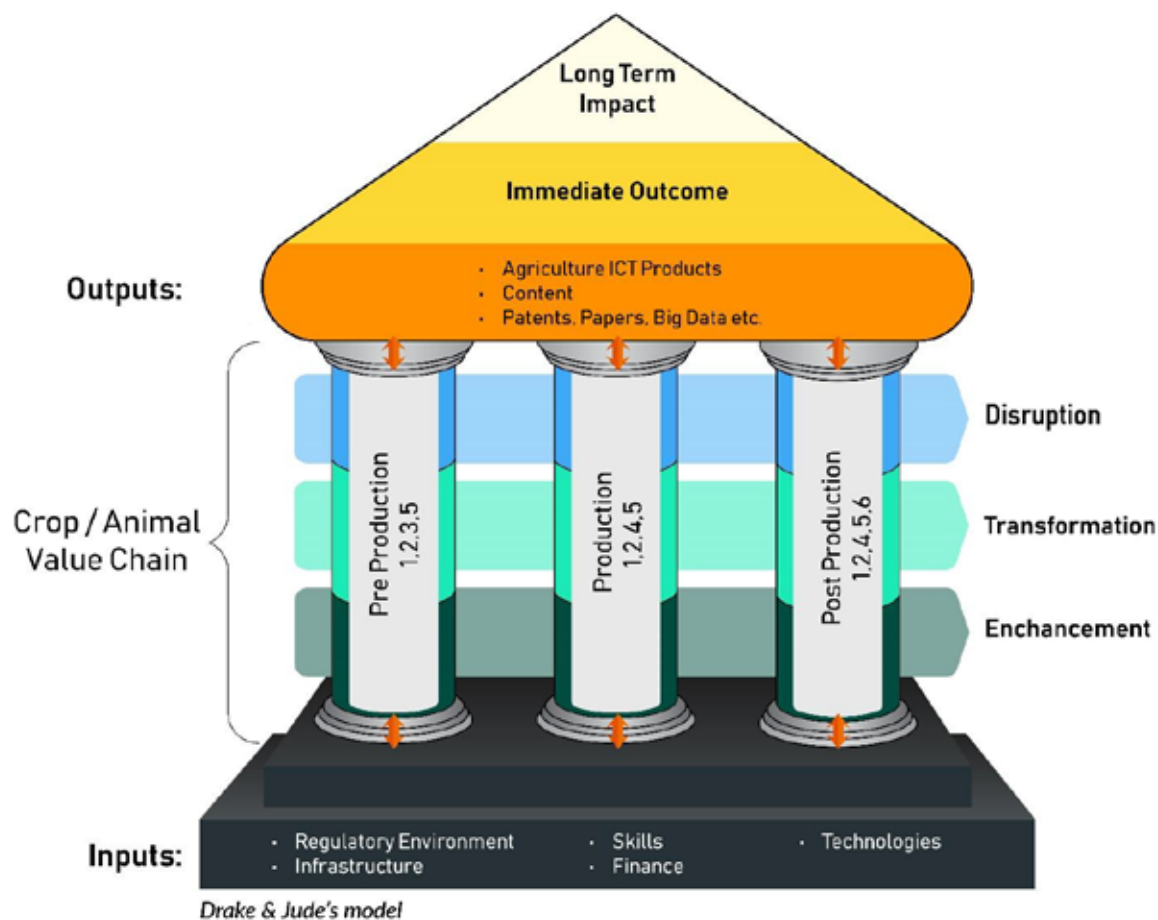 Long Term
Impact
Immediate Outcome
Outputs:
· Agriculture ICT Products
· Content
· Patents, Papers, Big Data etc.
Crop / Animal
Value Chain
Pre Production
1,2,3,5
Production
1,2,4,5
Post Production
1,2,4,5,6
Disruption
Transformation
Enchancement
Inputs:
· Regulatory Environment
· Infrastructure
· Skills
· Finance
· Technologies
Drake & Jude's model